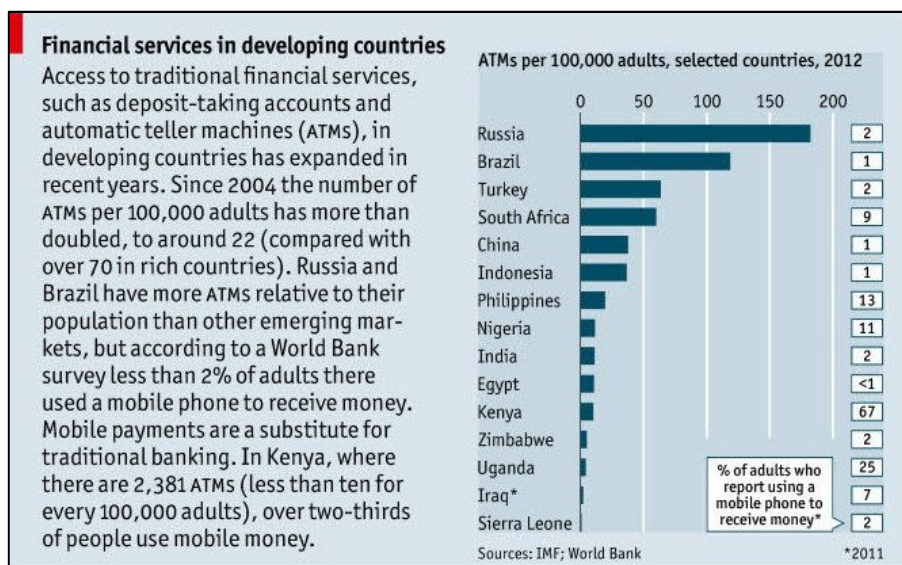 Financial services in developing countries
Access to traditional financial services,
such as deposit-taking accounts and
automatic teller machines (ATMs), in
developing countries has expanded in
recent years. Since 2004 the number of
ATMs per 100,000 adults has more than
doubled, to around 22 (compared with
over 70 in rich countries). Russia and
Brazil have more ATMs relative to their
population than other emerging mar-
kets, but according to a World Bank
survey less than 2% of adults there
used a mobile phone to receive money.
Mobile payments are a substitute for
traditional banking. In Kenya, where
there are 2,381 ATMs (less than ten for
every 100,000 adults), over two-thirds
of people use mobile money.
ATMs per 100,000 adults, selected countries, 2012
0 50 100 150 200
Russia 2
Brazil 1
Turkey 2
South Africa 9
China 1
Indonesia 1
Philippines 13
Nigeria 11
India 2
Egypt <1
Kenya 67
Zimbabwe 2
Uganda 25
Iraq* 7
Sierra Leone 2
% of adults who
report using a
mobile phone to
receive money*
Sources: IMF; World Bank *2011